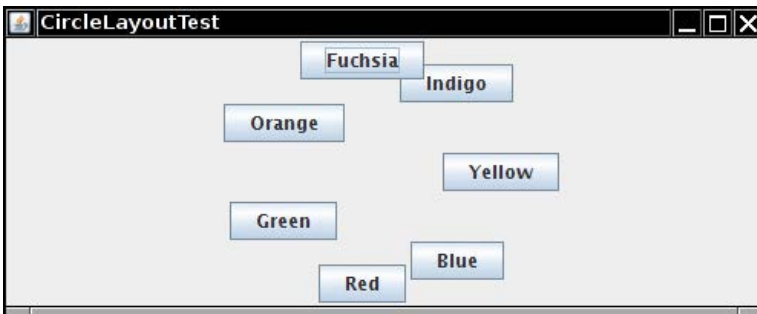 CircleLayoutTest
Fuchsia
Indigo
Orange
Yellow
Green
Blue
Red